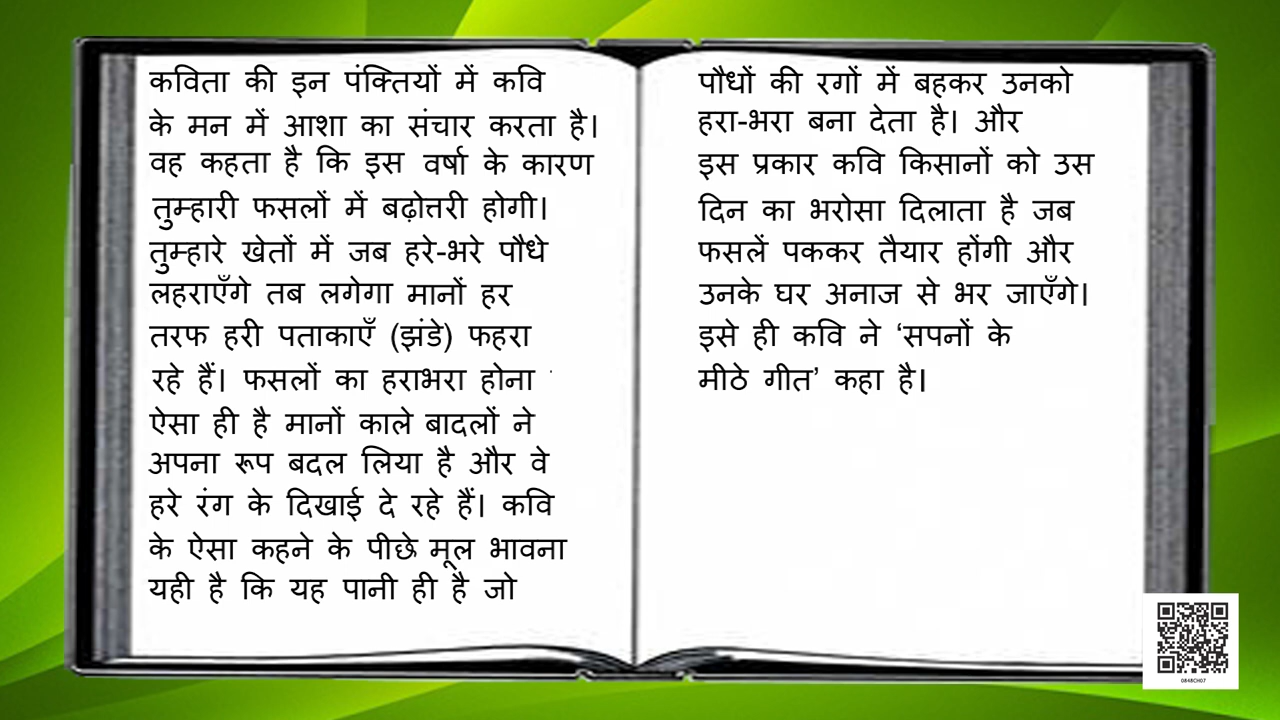 कविता की इन पंक्तियों में कवि
के मन में आशा का संचार करता है।
वह कहता है कि इस वर्षा के कारण
तुम्हारी फसलों में बढ़ोत्तरी होगी।
तुम्हारे खेतों में जब हरे-भरे पौधे
लहराएँगे तब लगेगा मानों हर
तरफ हरी पताकाएँ (झंडे) फहरा
रहे हैं। फसलों का हराभरा होना
ऐसा ही है मानों काले बादलों ने
अपना रूप बदल लिया है और वे
हरे रंग के दिखाई दे रहे हैं। कवि
के ऐसा कहने के पीछे मूल भावना
यही है कि यह पानी ही है जो
पौधों की रगों में बहकर उनको
हरा-भरा बना देता है। और
इस प्रकार कवि किसानों को उस
दिन का भरोसा दिलाता है जब
फसलें पककर तैयार होंगी और
उनके घर अनाज से भर जाएँगे।
इसे ही कवि ने ‘सपनों के
मीठे गीत’ कहा है।
0848CH07